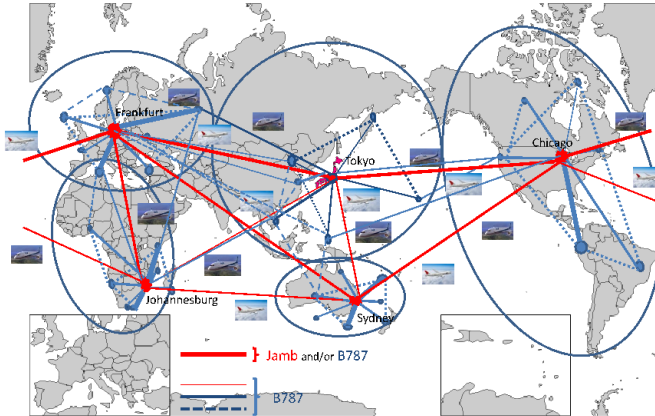 Frankfurt
Tokyo
Chicago
Johannesburg
Sydney
Jamb and/or B787
B787